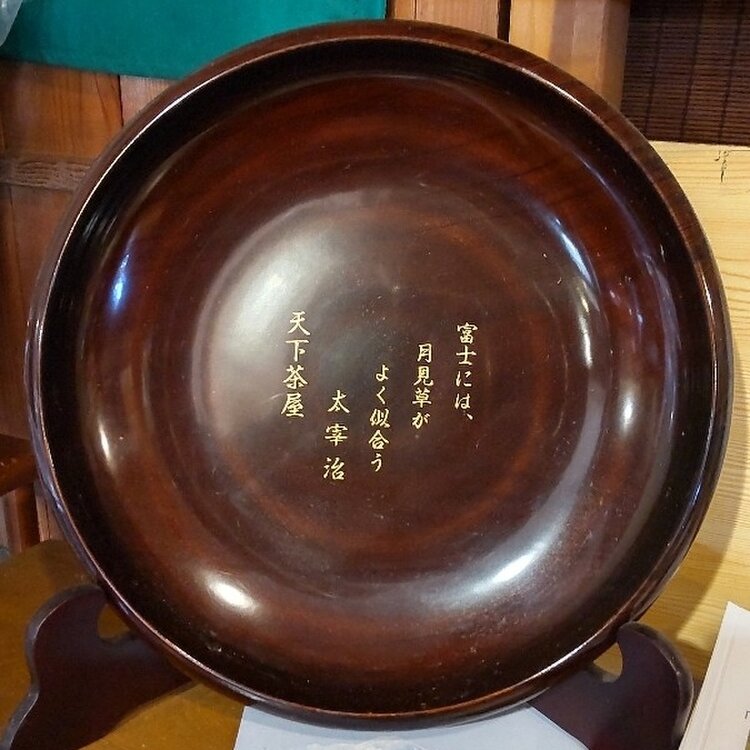 富士には、
月見草が
よく似合う
太宰治
天下茶屋